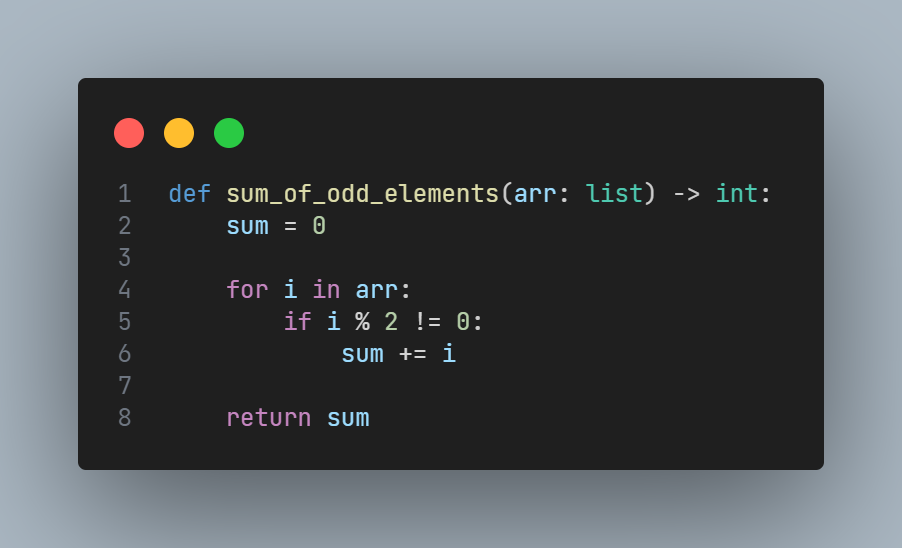 1 def sum_of_odd_elements(arr: list) -> int:
2     sum = 0
3
4     for i in arr:
5         if i % 2 != 0:
6             sum += i
7
8     return sum